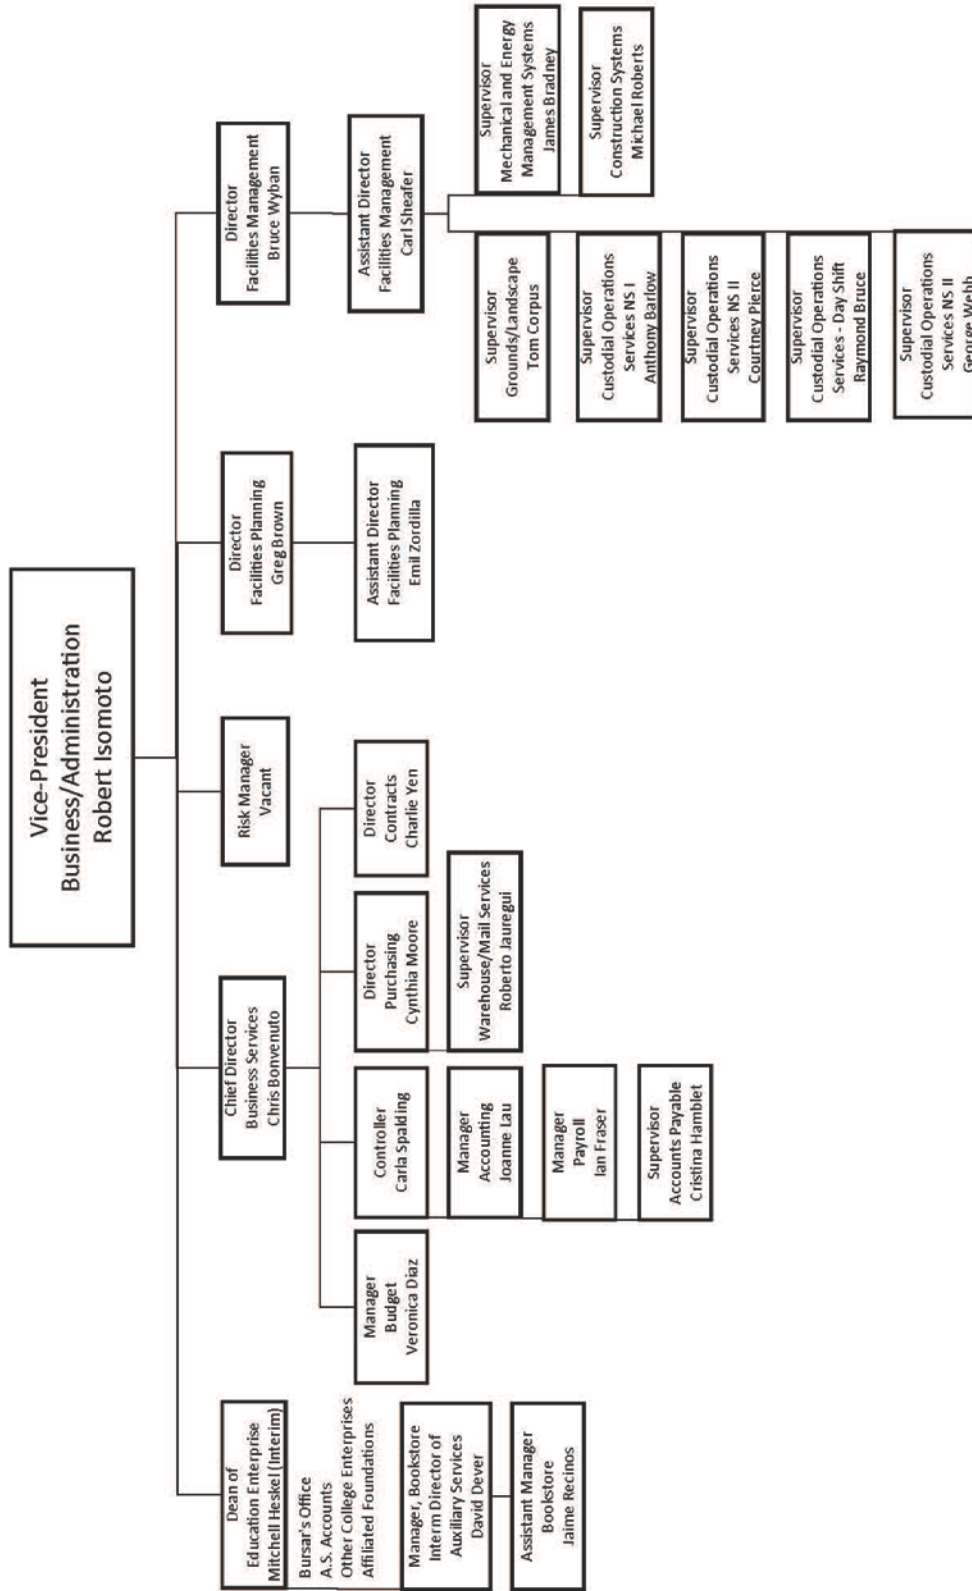 Vice-President
Business/Administration
Robert Isomoto
Dean of
Education Enterprise
Mitchell Heskel (Interim)
Bursar's Office
A.S. Accounts
Other College Enterprises
Affiliated Foundations
Manager, Bookstore
Interm Director of
Auxiliary Services
David Dever
Assistant Manager
Bookstore
Jaime Recinos
Chief Director
Business Services
Chris Bonvenuto
Manager
Budget
Veronica Diaz
Controller
Carla Spalding
Manager
Accounting
Joanne Lau
Manager
Payroll
Ian Fraser
Supervisor
Accounts Payable
Cristina Hamblet
Director
Purchasing
Cynthia Moore
Supervisor
Warehouse/Mail Services
Roberto Jauregui
Director
Contracts
Charlie Yen
Risk Manager
Vacant
Director
Facilities Planning
Greg Brown
Assistant Director
Facilities Planning
Emil Zordilla
Director
Facilities Management
Bruce Wyban
Assistant Director
Facilities Management
Carl Sheafer
Supervisor
Grounds/Landscape
Tom Corpus
Supervisor
Custodial Operations
Services NS I
Anthony Barlow
Supervisor
Custodial Operations
Services NS II
Courtney Pierce
Supervisor
Custodial Operations
Services - Day Shift
Raymond Bruce
Supervisor
Custodial Operations
Services NS II
George Webb
Supervisor
Mechanical and Energy
Management Systems
James Bradney
Supervisor
Construction Systems
Michael Roberts